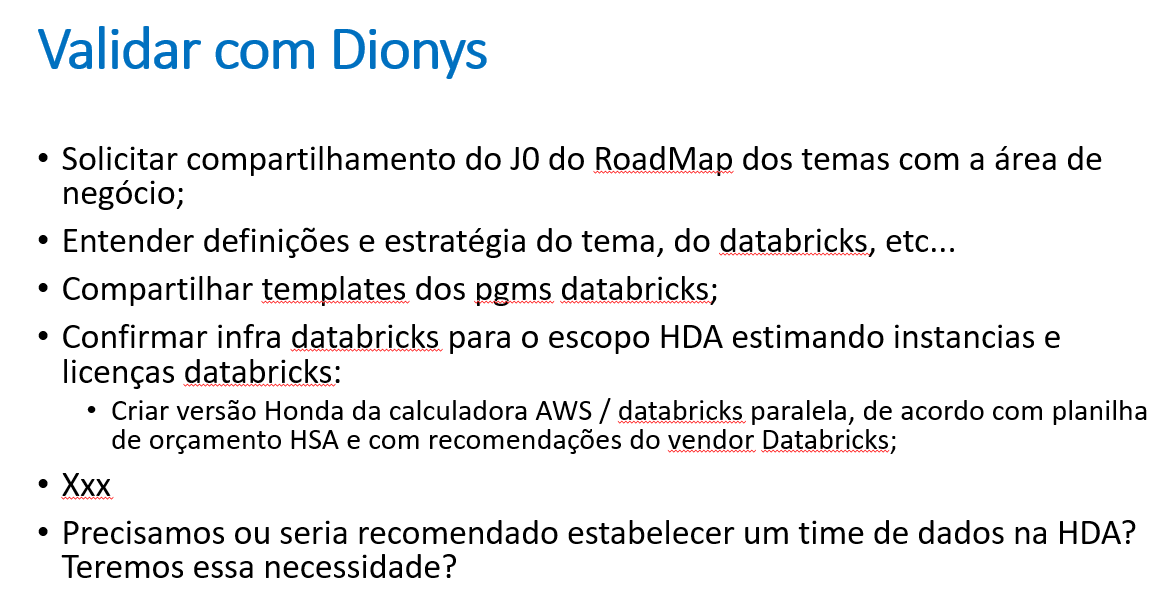 Validar com Dionys
• Solicitar compartilhamento do J0 do RoadMap dos temas com a área de
negócio;
• Entender definições e estratégia do tema, do databricks, etc...
• Compartilhar templates dos pgms databricks;
• Confirmar infra databricks para o escopo HDA estimando instancias e
licenças databricks:
• Criar versão Honda da calculadora AWS / databricks paralela, de acordo com planilha
de orçamento HSA e com recomendações do vendor Databricks;
• Xxx
• Precisamos ou seria recomendado estabelecer um time de dados na HDA?
Teremos essa necessidade?